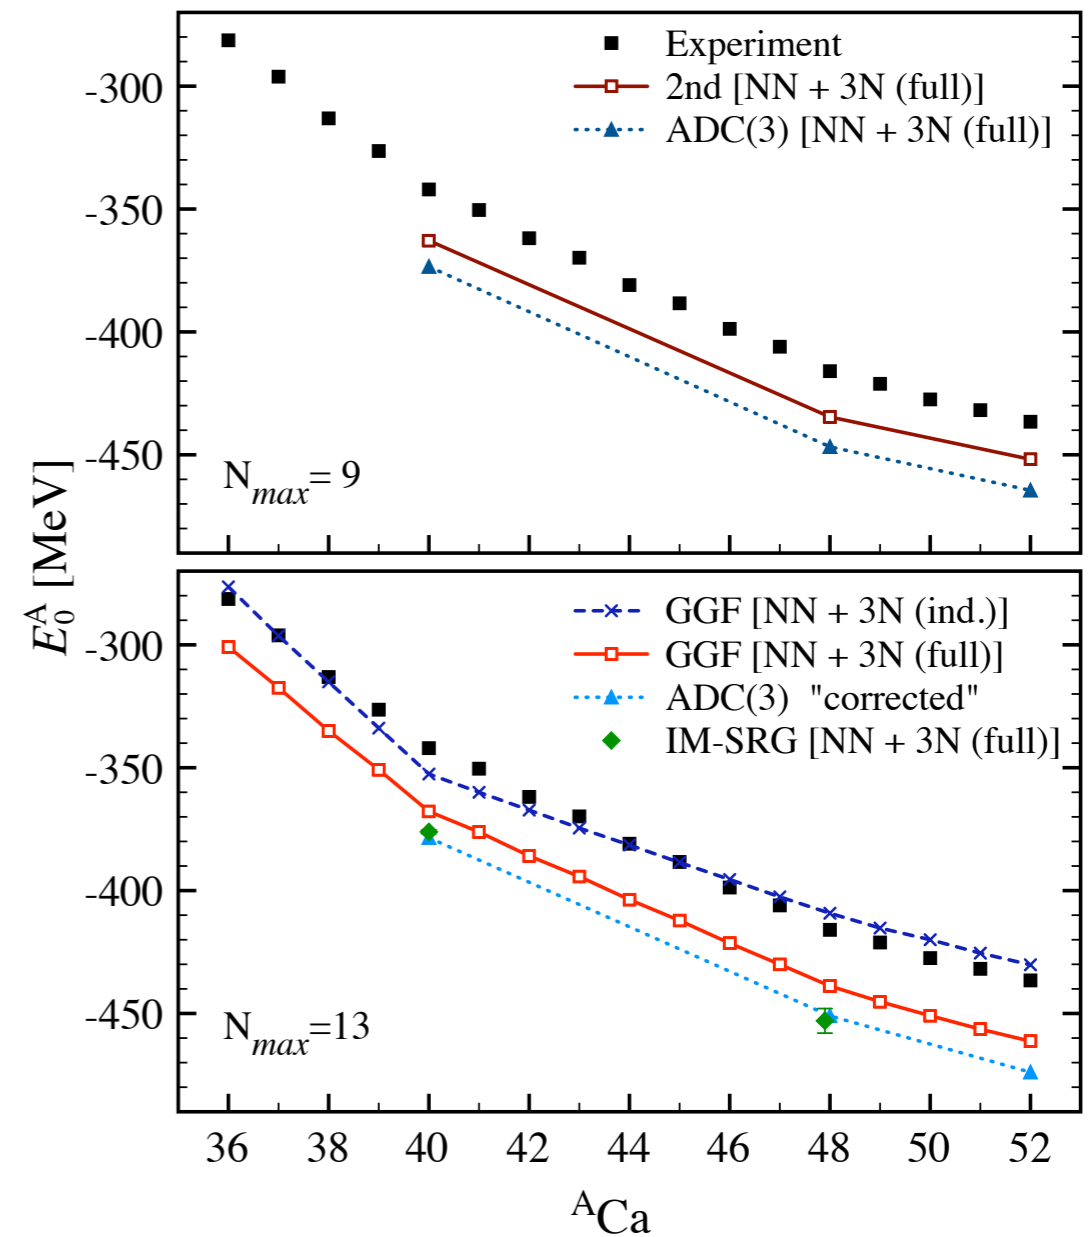 Experiment
2nd [NN + 3N (full)]
ADC(3) [NN + 3N (full)]
-300
-350
-400
-450
N_max= 9
E_0^A [MeV]
GGF [NN + 3N (ind.)]
GGF [NN + 3N (full)]
ADC(3) "corrected"
IM-SRG [NN + 3N (full)]
-300
-350
-400
-450
N_max=13
36 38 40 42 44 46 48 50 52
^ACa